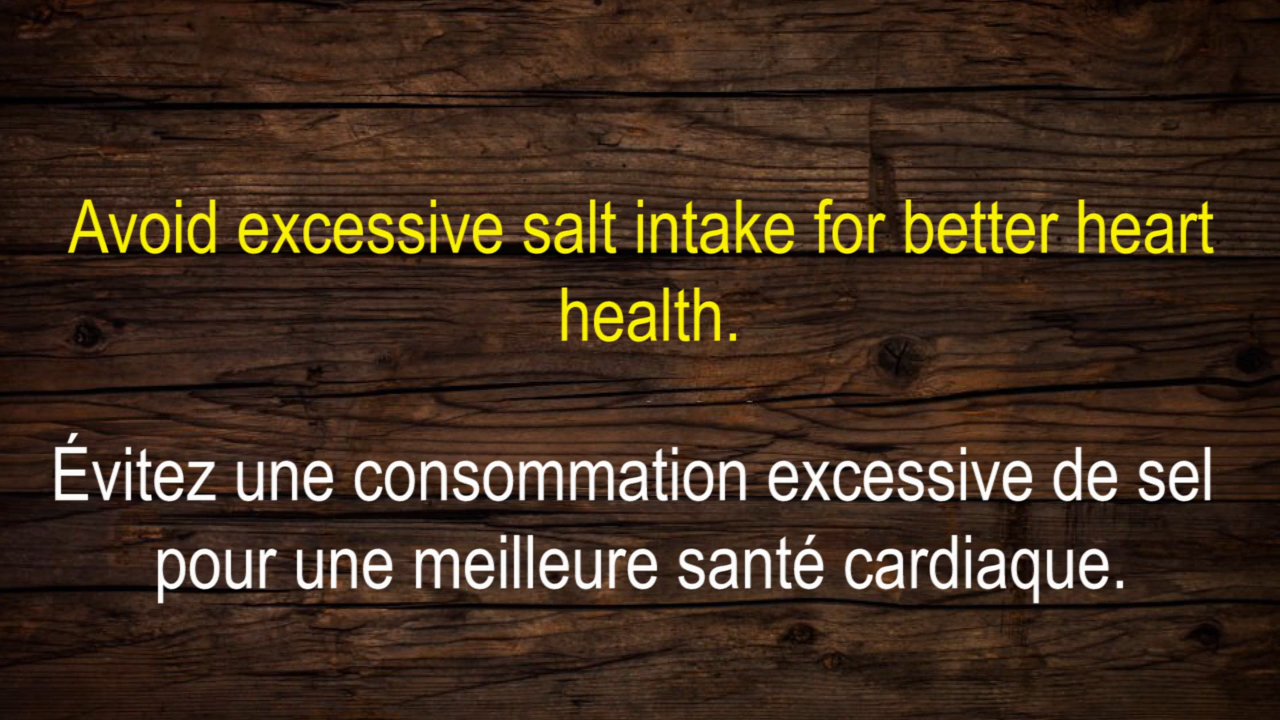 Avoid excessive salt intake for better heart
health.
Évitez une consommation excessive de sel
pour une meilleure santé cardiaque.